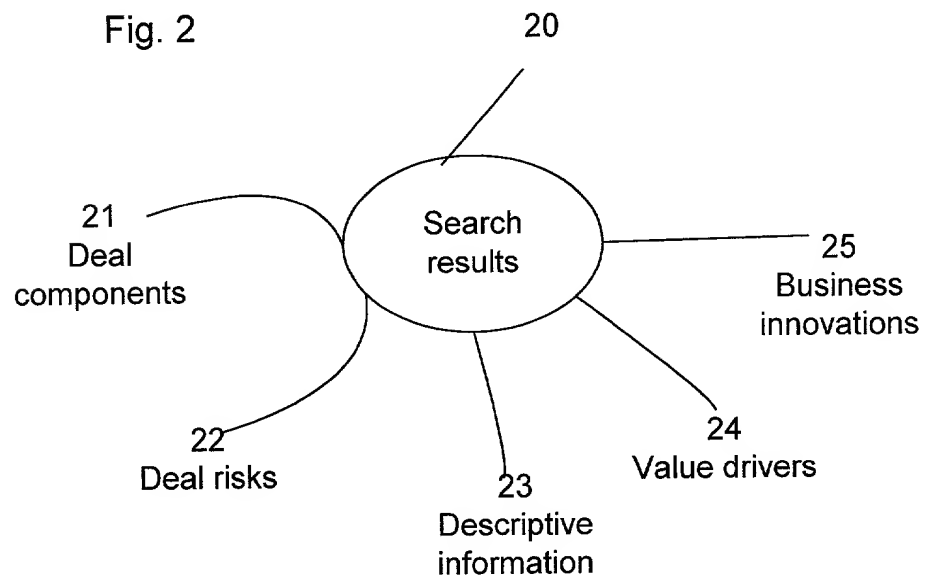 Fig. 2
20
Search
results
21
Deal
components
25
Business
innovations
22
Deal risks
24
Value drivers
23
Descriptive
information